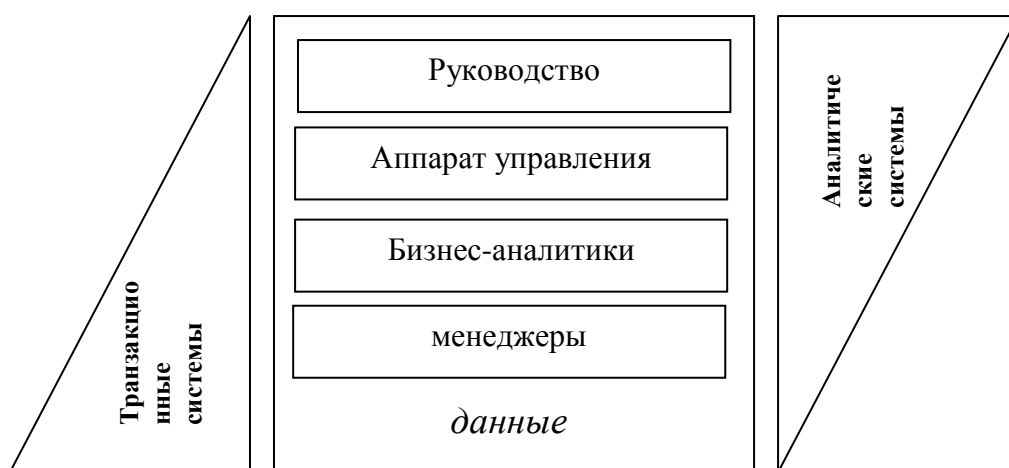 Руководство
Аппарат управления
Бизнес-аналитики
менеджеры
данные
Транзакцио
нные
системы
Аналитиче
ские
системы